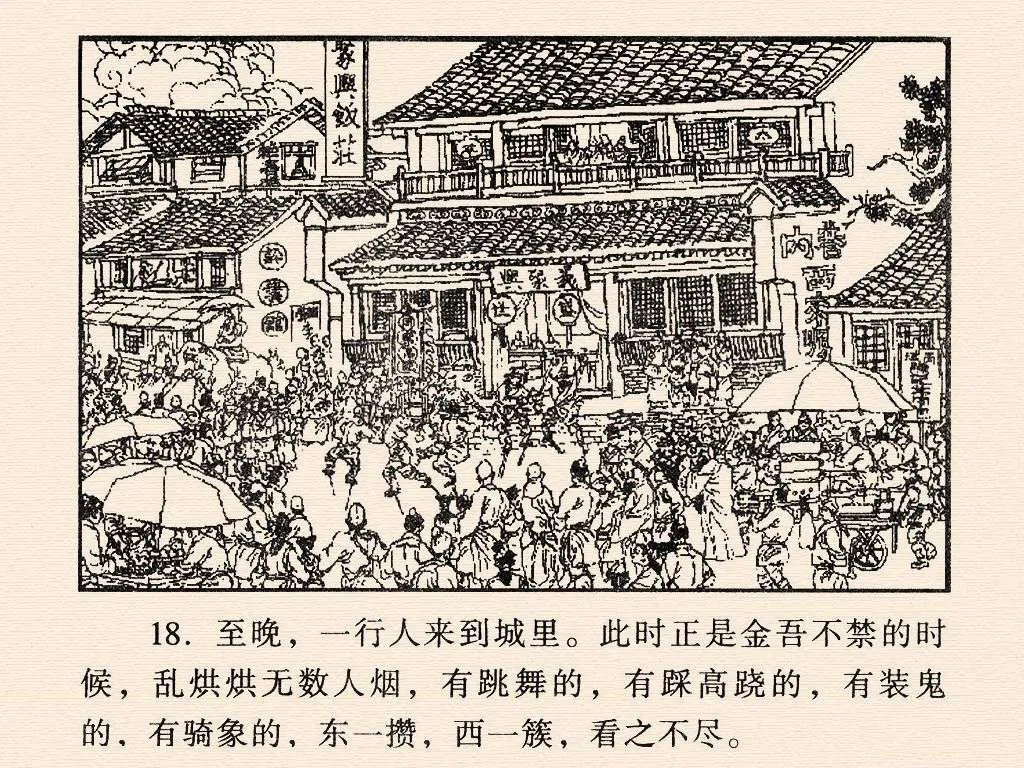 聚興飯莊
興聚義
内
18. 至晚，一行人来到城里。此时正是金吾不禁的时
候，乱烘烘无数人烟，有跳舞的，有踩高跷的，有装鬼
的，有骑象的，东一攒，西一簇，看之不尽。